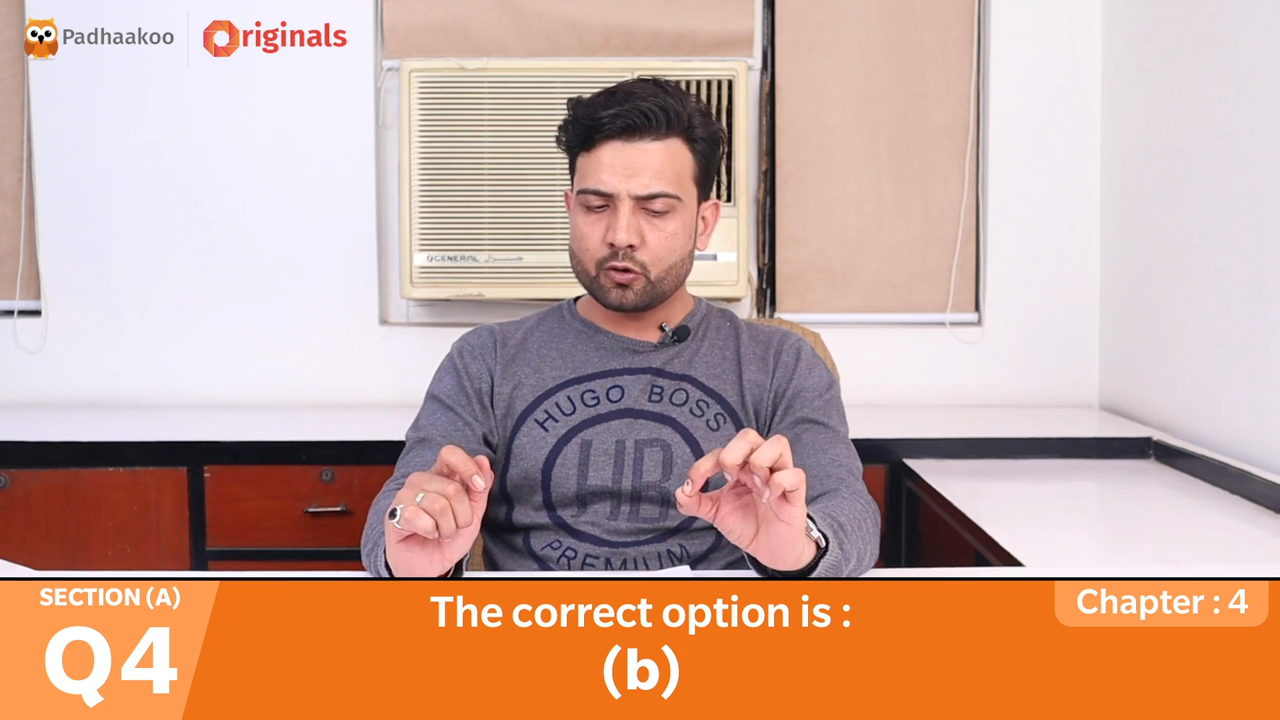 Padhaakoo
Originals
OGENERAL
HUGO BOSS
HB
PREMIUM
SECTION (A)
Q4
The correct option is :
(b)
Chapter : 4